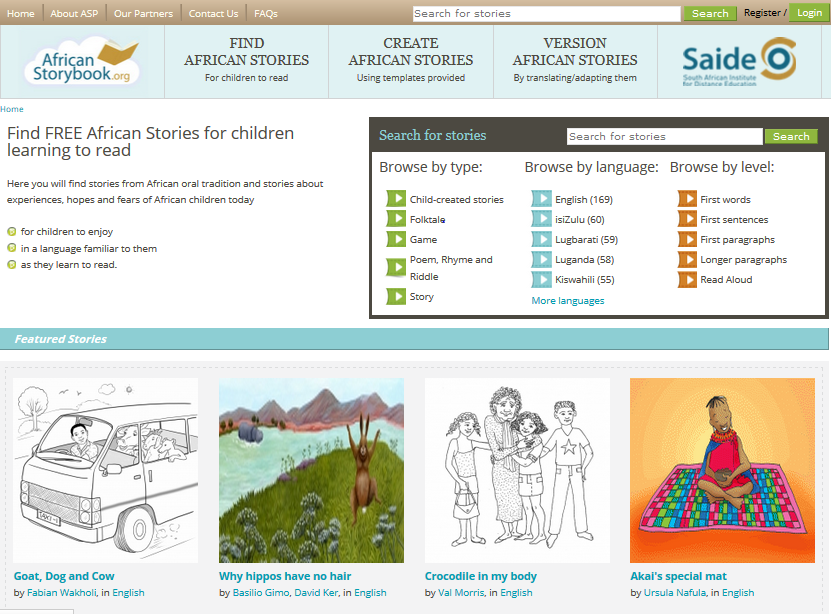 Home About ASP Our Partners Contact Us FAQs Search for stories Search Register / Login
African
Storybook.org
FIND
AFRICAN STORIES
For children to read
CREATE
AFRICAN STORIES
Using templates provided
VERSION
AFRICAN STORIES
By translating/adapting them
Saide
South African Institute
for Distance Education
Home
Find FREE African Stories for children
learning to read
Here you will find stories from African oral tradition and stories about
experiences, hopes and fears of African children today
for children to enjoy
in a language familiar to them
as they learn to read.
Search for stories Search for stories Search
Browse by type:
Child-created stories
Folktale
Game
Poem, Rhyme and
Riddle
Story
Browse by language:
English (169)
isiZulu (60)
Lugbarati (59)
Luganda (58)
Kiswahili (55)
More languages
Browse by level:
First words
First sentences
First paragraphs
Longer paragraphs
Read Aloud
Featured Stories
TAXI-1
Goat, Dog and Cow
by Fabian Wakholi, in English
Why hippos have no hair
by Basilio Gimo, David Ker, in English
Crocodile in my body
by Val Morris, in English
Akai's special mat
by Ursula Nafula, in English